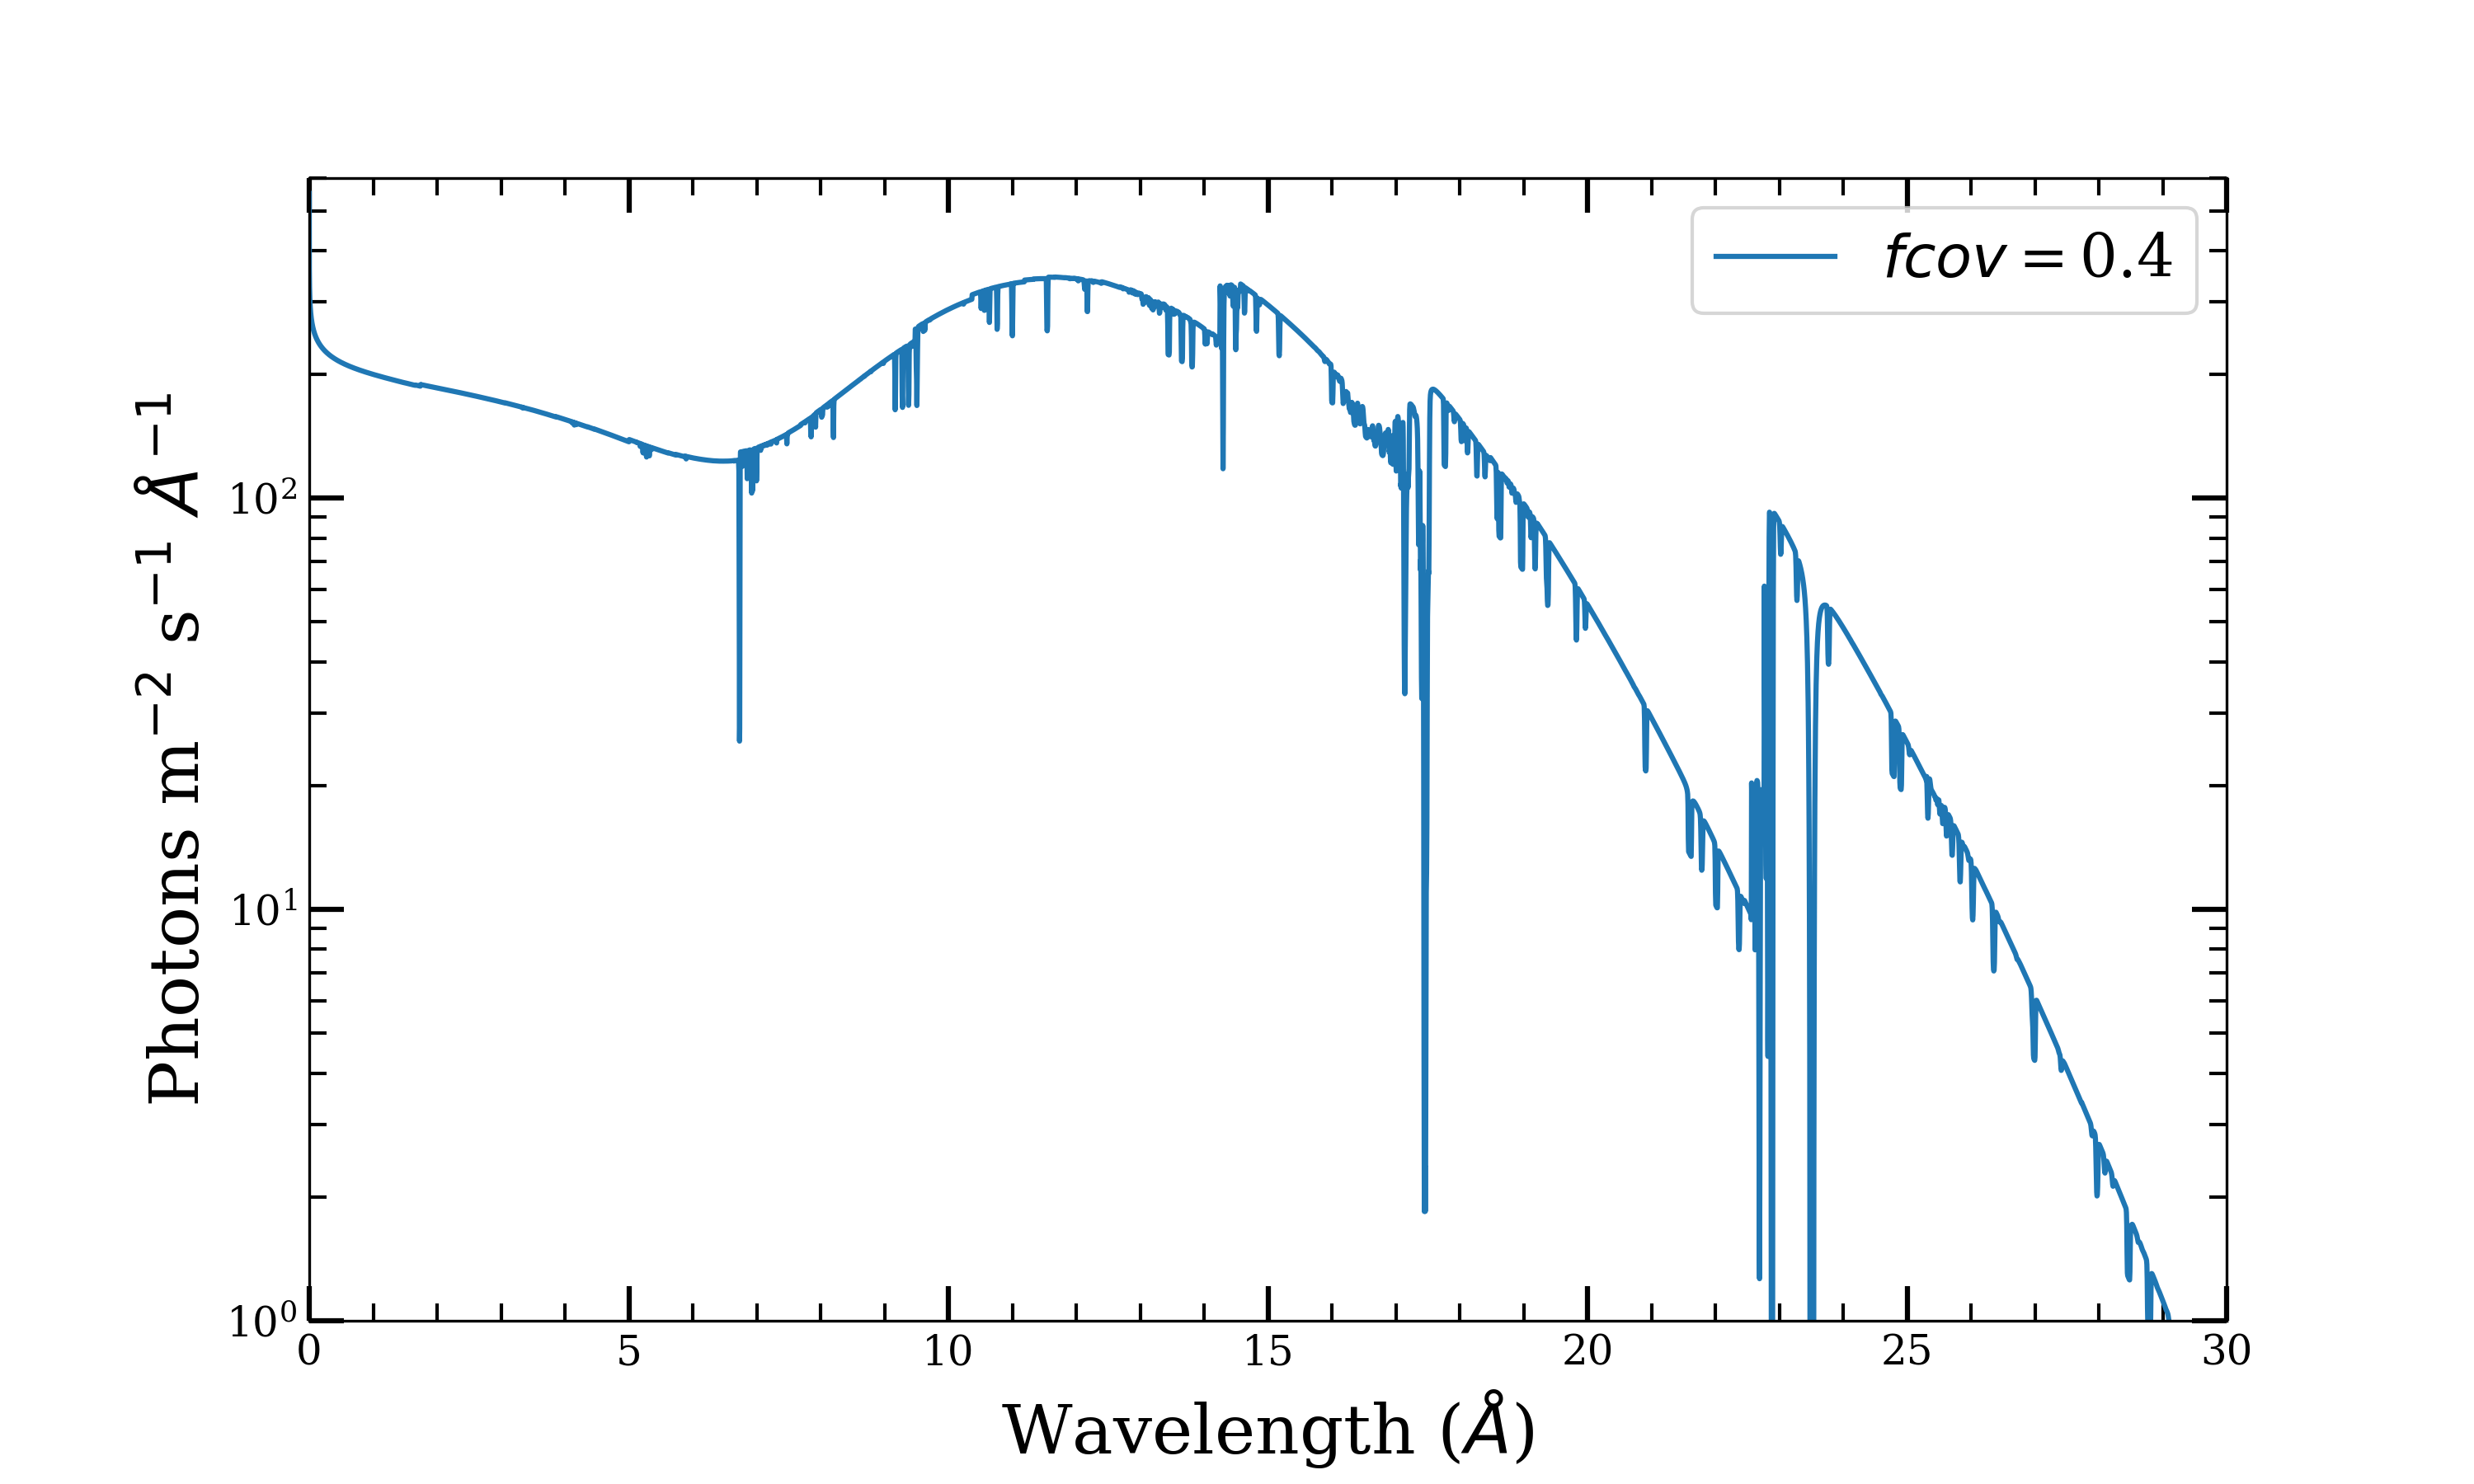 fcov = 0.4
Photons m⁻² s⁻¹ Å⁻¹
10²
10¹
10⁰
0 5 10 15 20 25 30
Wavelength (Å)